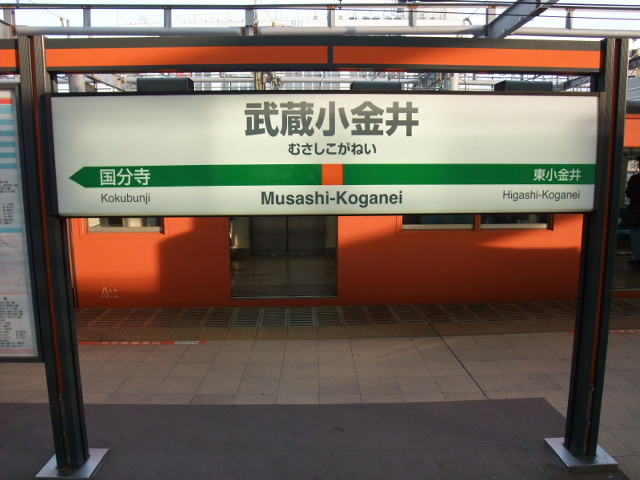 武蔵小金井
むさしこがねい
国分寺 東小金井
Kokubunji Musashi-Koganei Higashi-Koganei